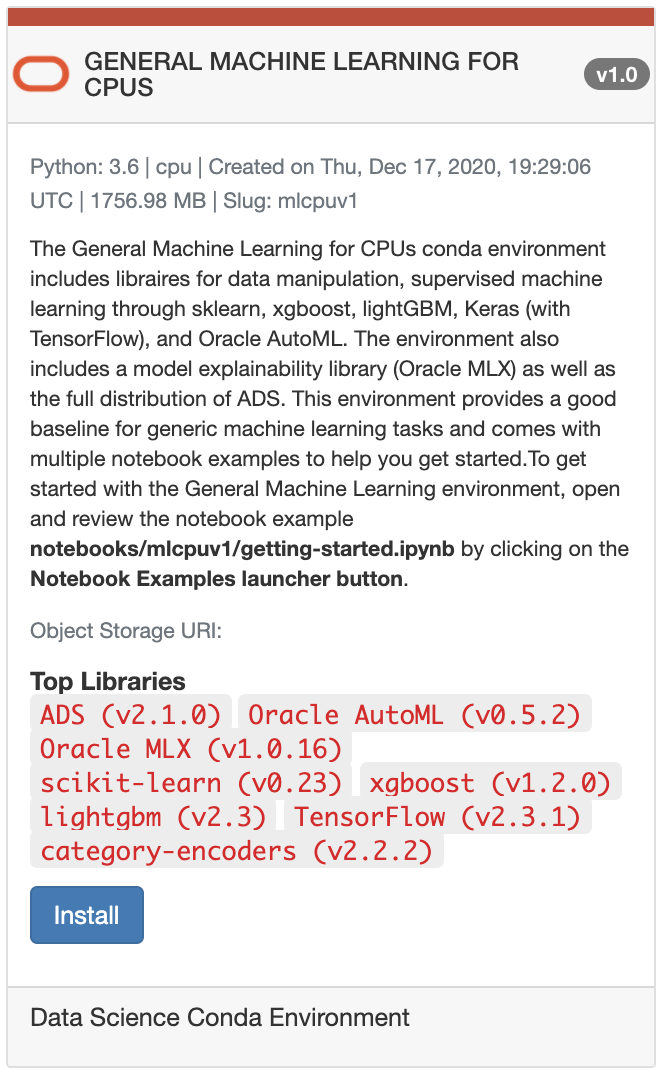 GENERAL MACHINE LEARNING FOR
CPUS
v1.0
Python: 3.6 | cpu | Created on Thu, Dec 17, 2020, 19:29:06
UTC | 1756.98 MB | Slug: mlcpuv1
The General Machine Learning for CPUs conda environment
includes libraires for data manipulation, supervised machine
learning through sklearn, xgboost, lightGBM, Keras (with
TensorFlow), and Oracle AutoML. The environment also
includes a model explainability library (Oracle MLX) as well as
the full distribution of ADS. This environment provides a good
baseline for generic machine learning tasks and comes with
multiple notebook examples to help you get started.To get
started with the General Machine Learning environment, open
and review the notebook example
notebooks/mlcpuv1/getting-started.ipynb by clicking on the
Notebook Examples launcher button.
Object Storage URI:
Top Libraries
ADS (v2.1.0) Oracle AutoML (v0.5.2)
Oracle MLX (v1.0.16)
scikit-learn (v0.23) xgboost (v1.2.0)
lightgbm (v2.3) TensorFlow (v2.3.1)
category-encoders (v2.2.2)
Install
Data Science Conda Environment